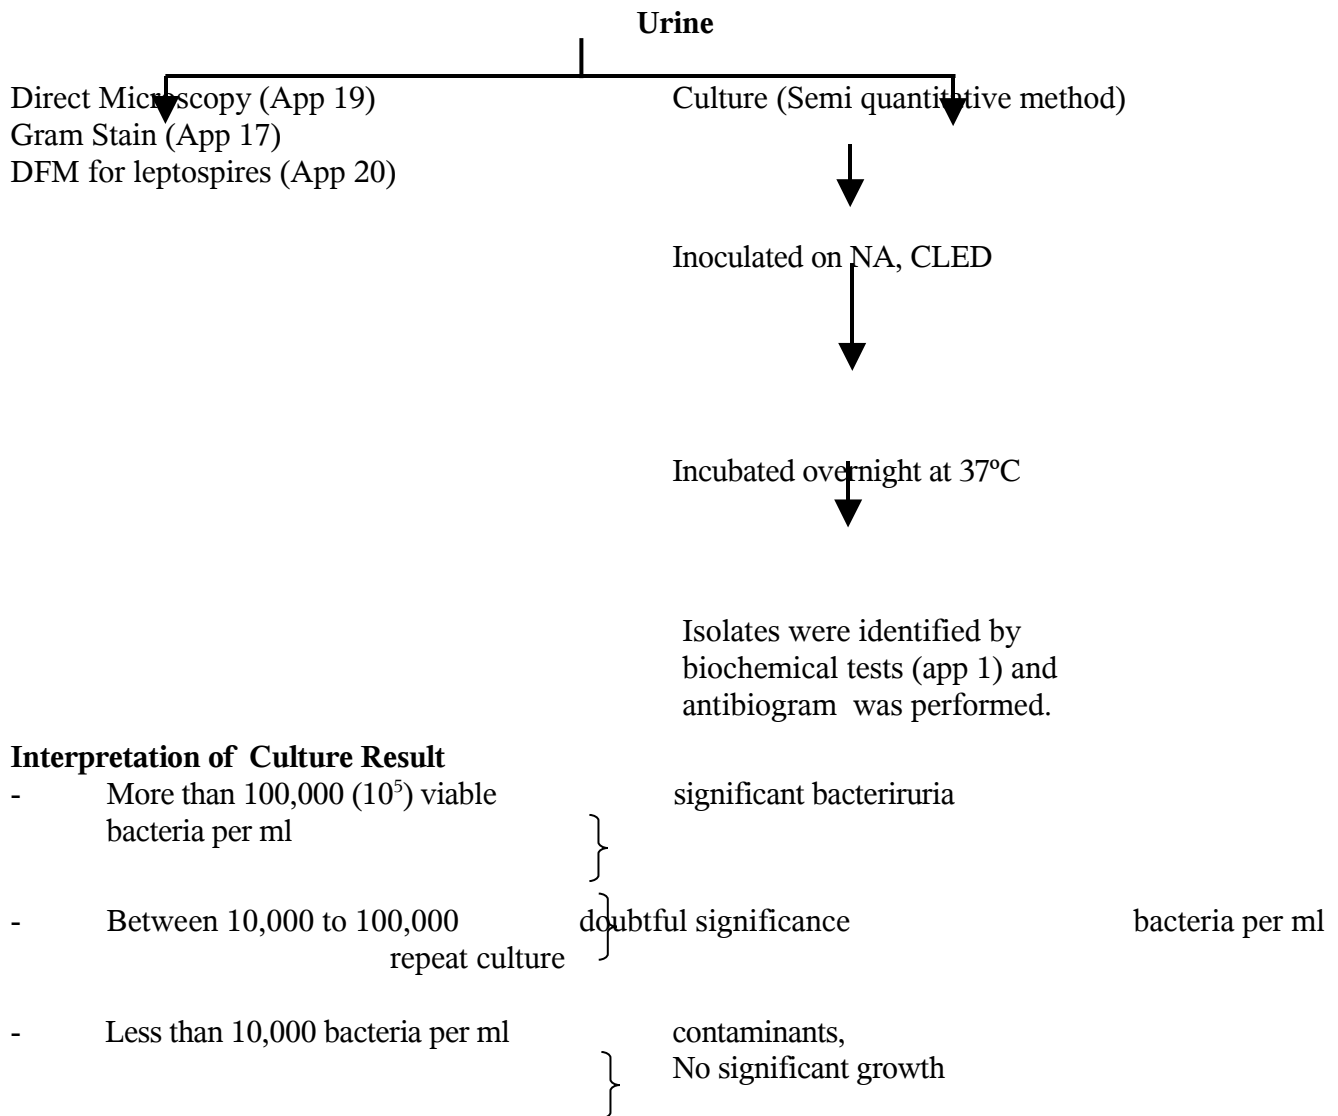 Urine
Direct Microscopy (App 19)
Gram Stain (App 17)
DFM for leptospires (App 20)
Culture (Semi quantitative method)
Inoculated on NA, CLED
Incubated overnight at 37ºC
Isolates were identified by
biochemical tests (app 1) and
antibiogram was performed.
Interpretation of Culture Result
- More than 100,000 (10⁵) viable significant bacteriruria
bacteria per ml
- Between 10,000 to 100,000 doubtful significance bacteria per ml
repeat culture
- Less than 10,000 bacteria per ml contaminants,
No significant growth